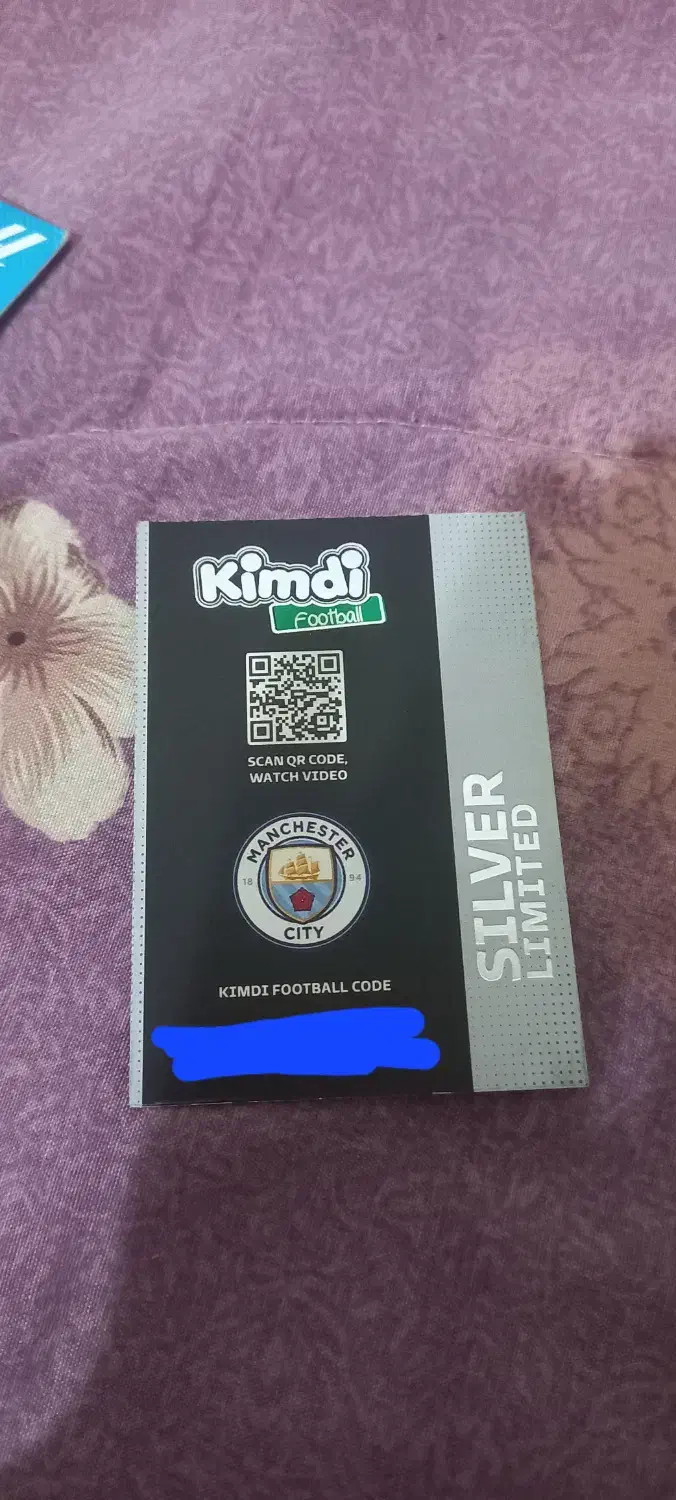 Kimdi
Football
SCAN QR CODE,
WATCH VIDEO
MANCHESTER
18 94
CITY
KIMDI FOOTBALL CODE
SILVER
LIMITED